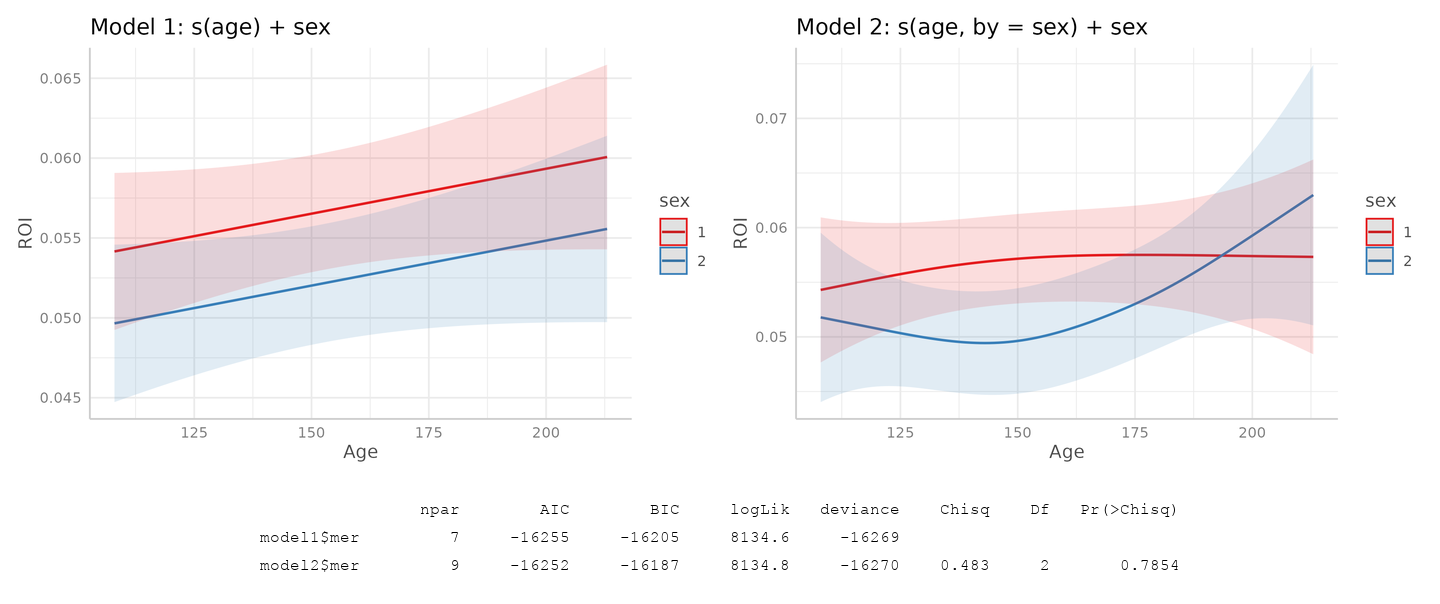 Model 1: s(age) + sex
0.065
0.060
0.055
0.050
0.045
ROI
125 150 175 200
Age
sex
1
2
Model 2: s(age, by = sex) + sex
0.07
0.06
0.05
ROI
125 150 175 200
Age
sex
1
2
npar AIC BIC logLik deviance Chisq Df Pr(>Chisq)
model1$mer 7 -16255 -16205 8134.6 -16269
model2$mer 9 -16252 -16187 8134.8 -16270 0.483 2 0.7854